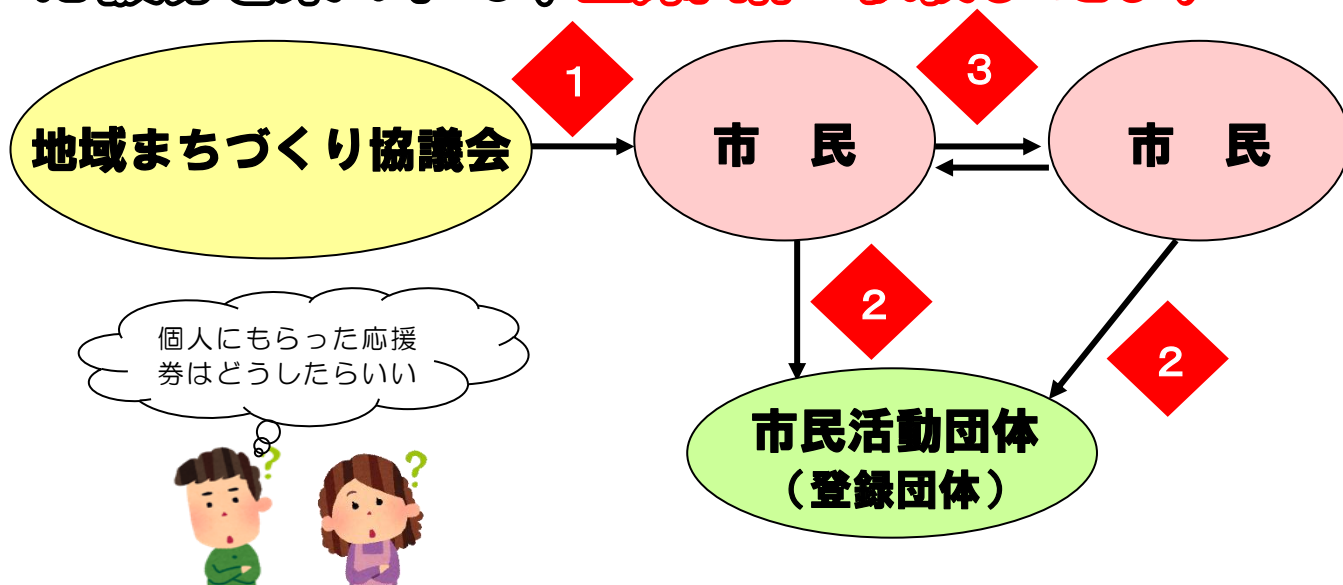 1
3
地域まちづくり協議会
市 民
市 民
2
2
個人にもらった応援
券はどうしたらいい
?
?
市民活動団体
（登録団体）